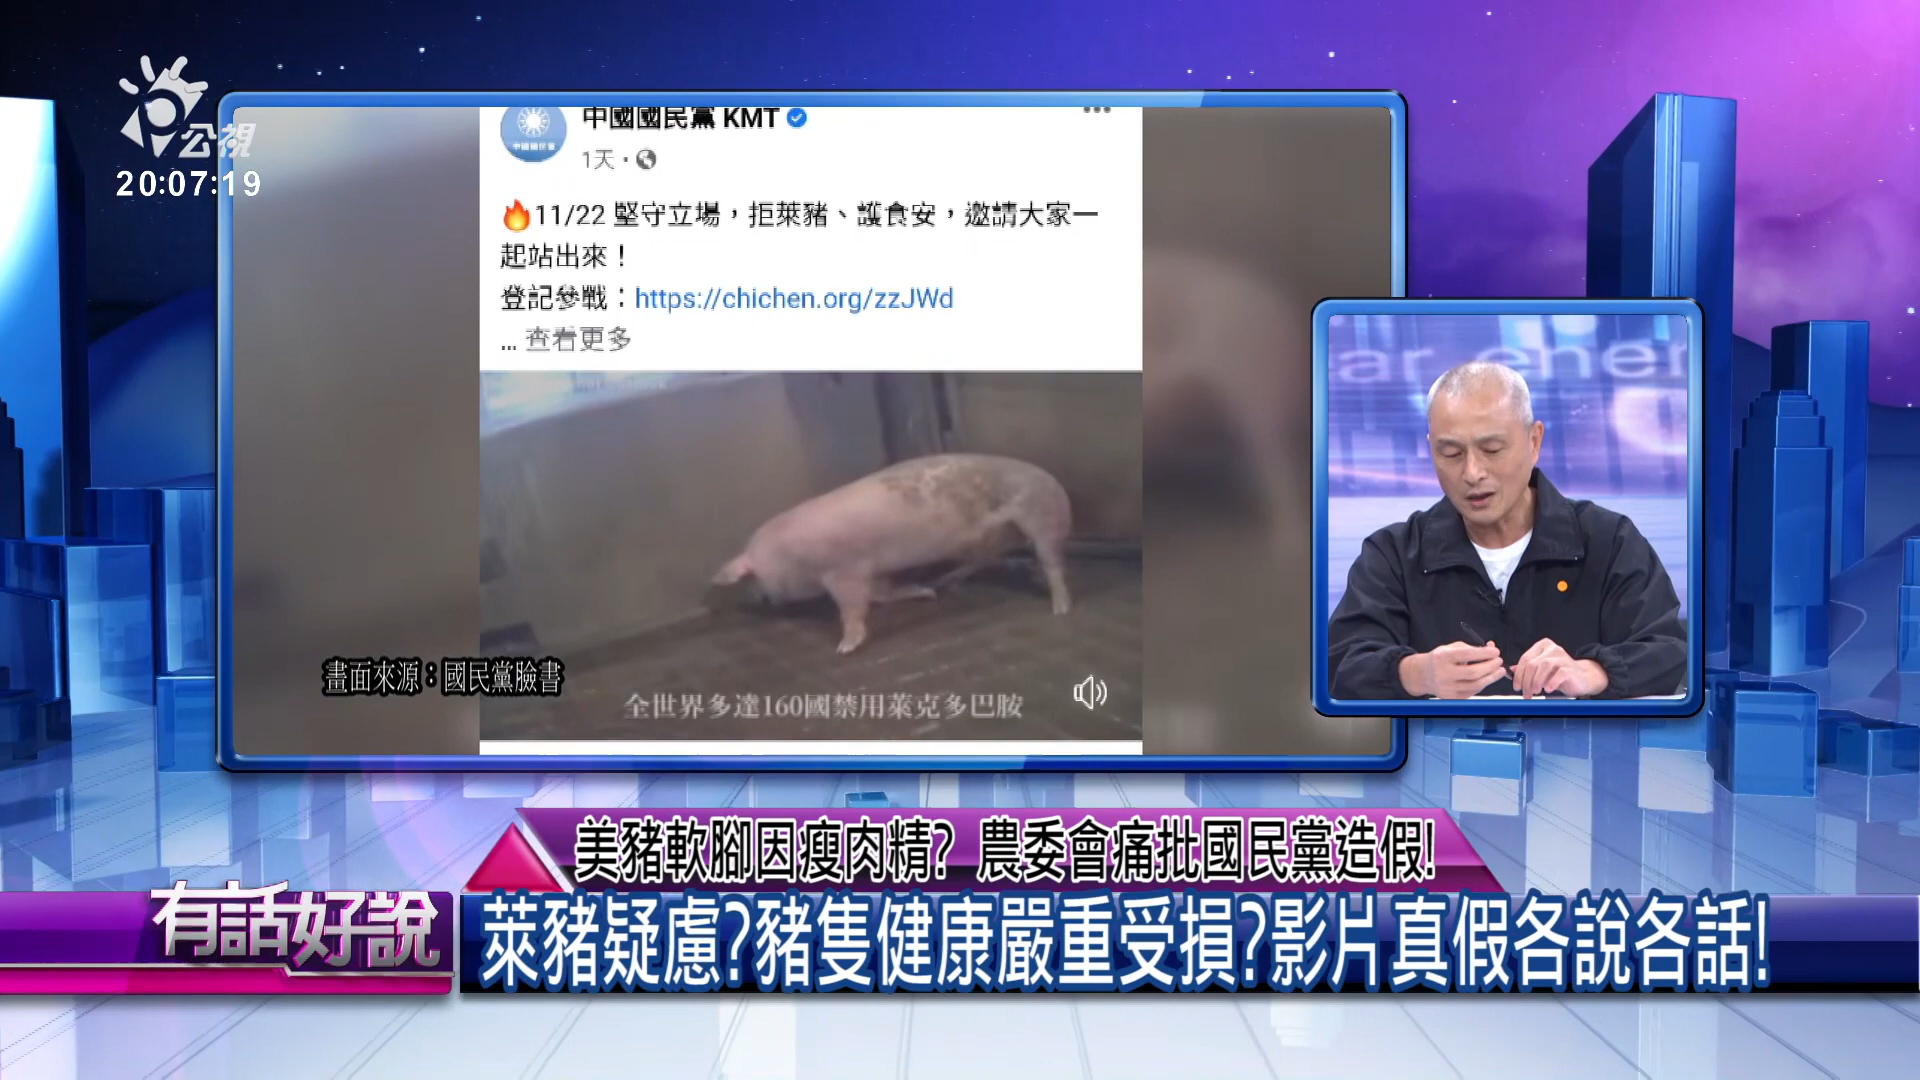 公視
20:07:19
中國國民黨 KMT
1天
11/22 堅守立場，拒萊豬、護食安，邀請大家一
起站出來！
登記參戰：https://chichen.org/zzJWd
... 查看更多
ar ener
畫面來源：國民黨臉書
全世界多達160國禁用萊克多巴胺
美豬軟腳因瘦肉精? 農委會痛批國民黨造假!
有話好說
萊豬疑慮?豬隻健康嚴重受損?影片真假各說各話!